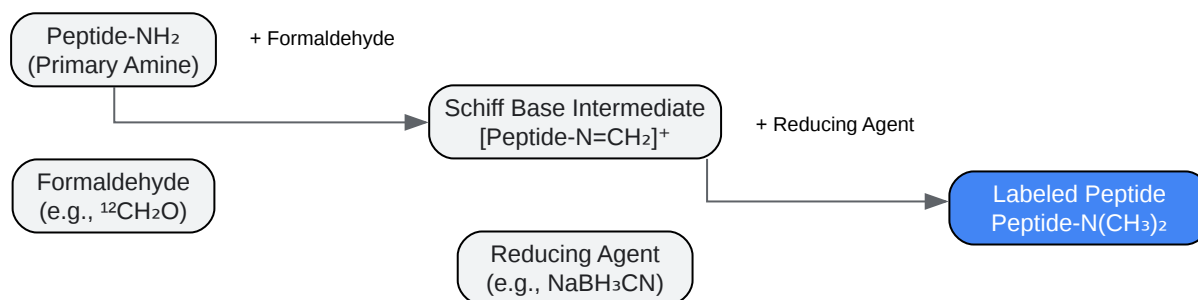 Peptide-NH₂
(Primary Amine)
+ Formaldehyde
Schiff Base Intermediate
[Peptide-N=CH₂]⁺
+ Reducing Agent
Formaldehyde
(e.g., ¹²CH₂O)
Labeled Peptide
Peptide-N(CH₃)₂
Reducing Agent
(e.g., NaBH₃CN)